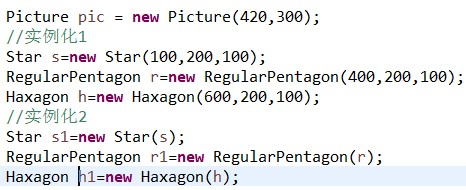 Picture pic = new Picture(420,300);
//实例化1
Star s=new Star(100,200,100);
RegularPentagon r=new RegularPentagon(400,200,100);
Haxagon h=new Haxagon(600,200,100);
//实例化2
Star s1=new Star(s);
RegularPentagon r1=new RegularPentagon(r);
Haxagon h1=new Haxagon(h);